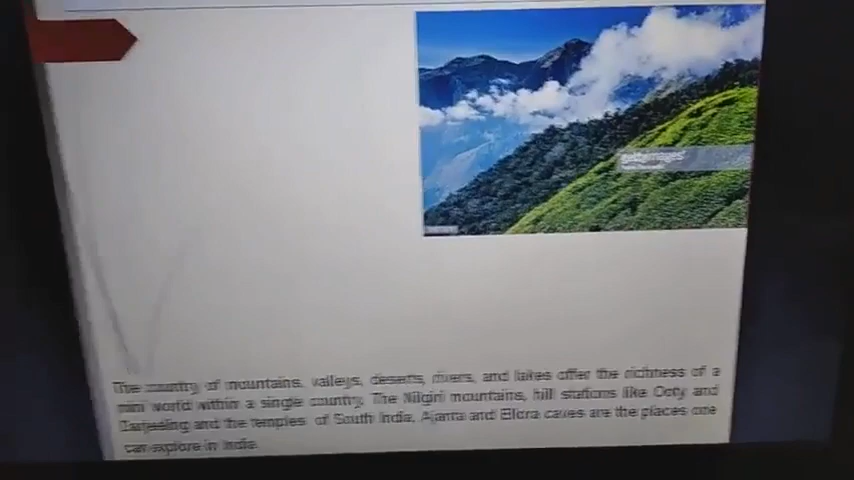 The country of mountains, valleys, deserts, rivers, and lakes offer the richness of a
mini world within a single country. The Nilgiri mountains, hill stations like Ooty and
Darjeeling and the temples of South India, Ajanta and Ellora caves are the places one
can explore in India.